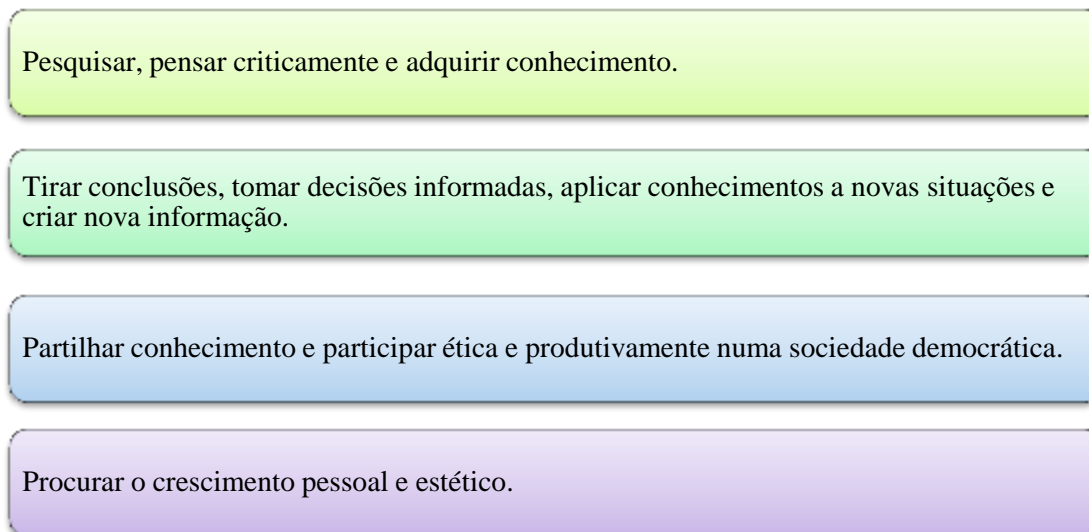 Pesquisar, pensar criticamente e adquirir conhecimento.
Tirar conclusões, tomar decisões informadas, aplicar conhecimentos a novas situações e
criar nova informação.
Partilhar conhecimento e participar ética e produtivamente numa sociedade democrática.
Procurar o crescimento pessoal e estético.